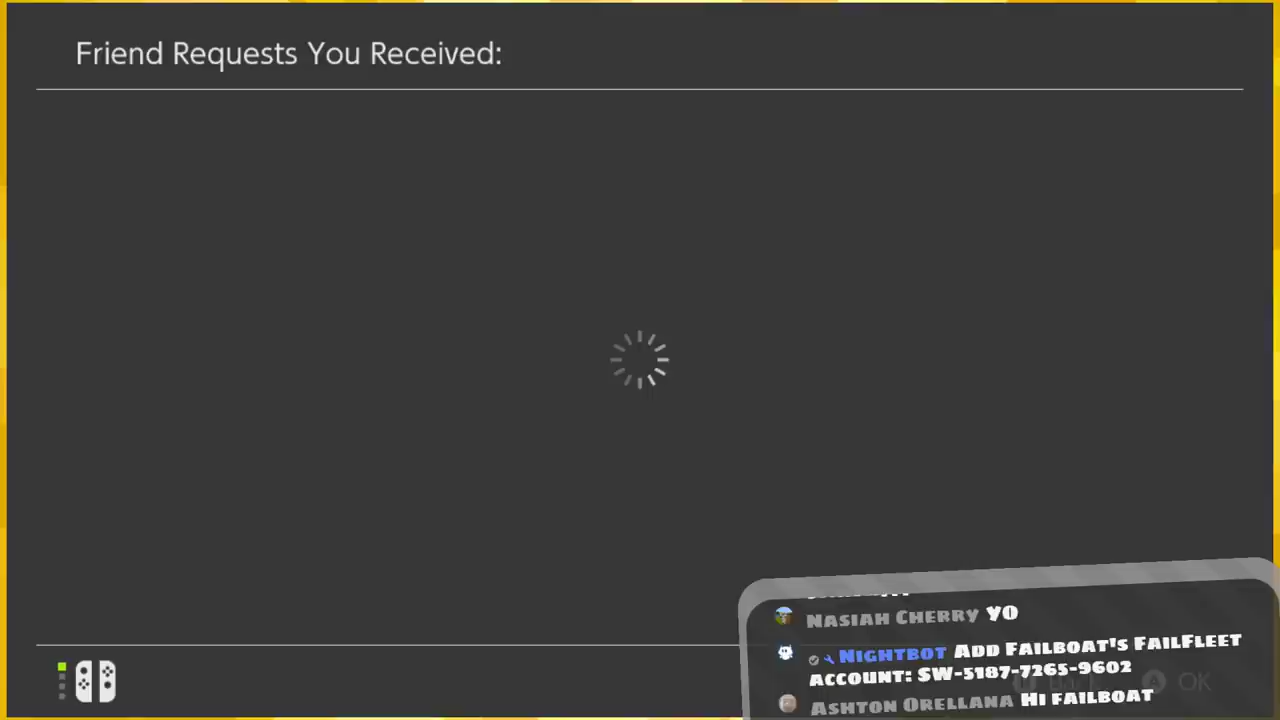 Friend Requests You Received:
NASIAH CHERRY YO
NIGHTBOT ADD FAILBOAT'S FAILFLEET
ACCOUNT: SW-5187-7265-9602
ASHTON ORELLANA HI FAILBOAT
A OK